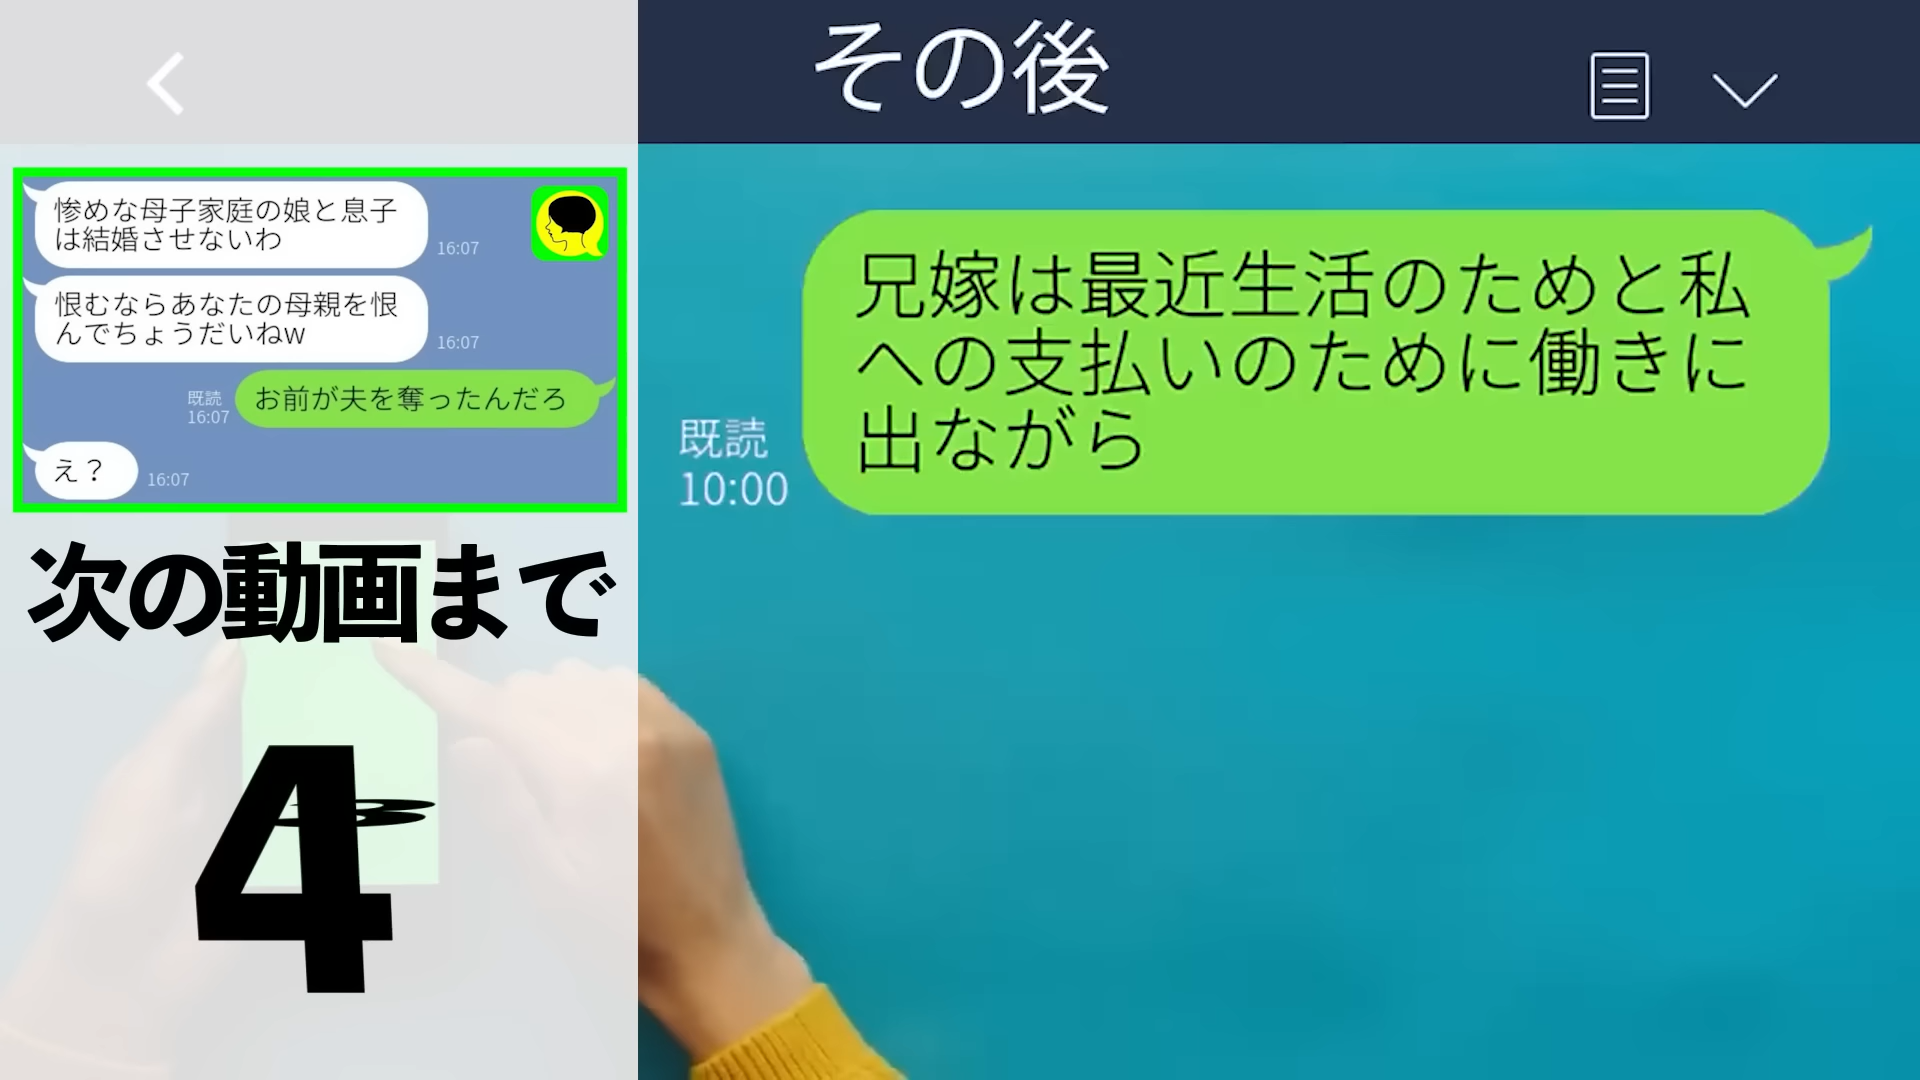 惨めな母子家庭の娘と息子
は結婚させないわ
16:07
恨むならあなたの母親を恨
んでちょうだいねw
16:07
既読
16:07
お前が夫を奪ったんだろ
え？
16:07
次の動画まで
4
その後
兄嫁は最近生活のためと私
への支払いのために働きに
出ながら
既読
10:00